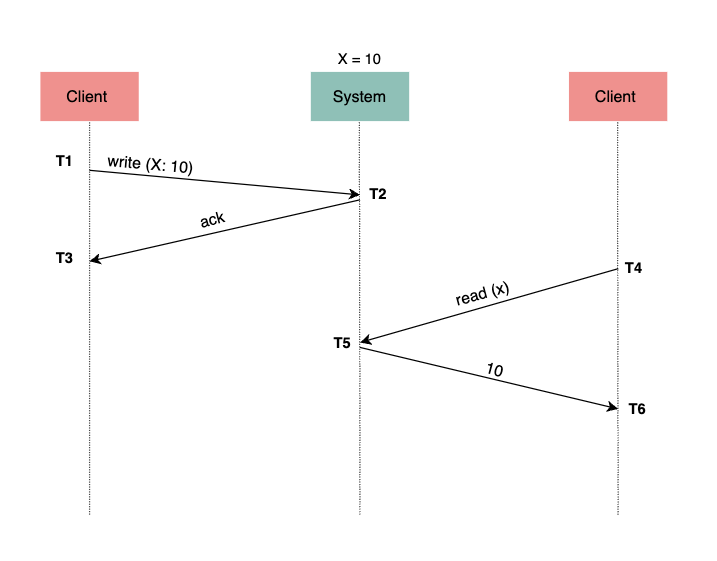 X = 10
Client
System
Client
T1
write (X: 10)
T2
ack
T3
T4
read (x)
T5
10
T6